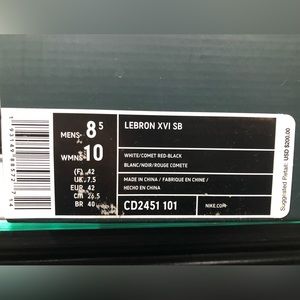 LEBRON XVI SB
MENS 8.5
WMNS 10
WHITE/COMET RED-BLACK
BLANC/NOIR/ROUGE COMETE
(F) 42
UK 7.5
EUR 42
CM 26.5
BR 40
MADE IN CHINA / FABRIQUE EN CHINE /
HECHO EN CHINA
CD2451 101
NIKE.COM
Suggested Retail: USD $200.00